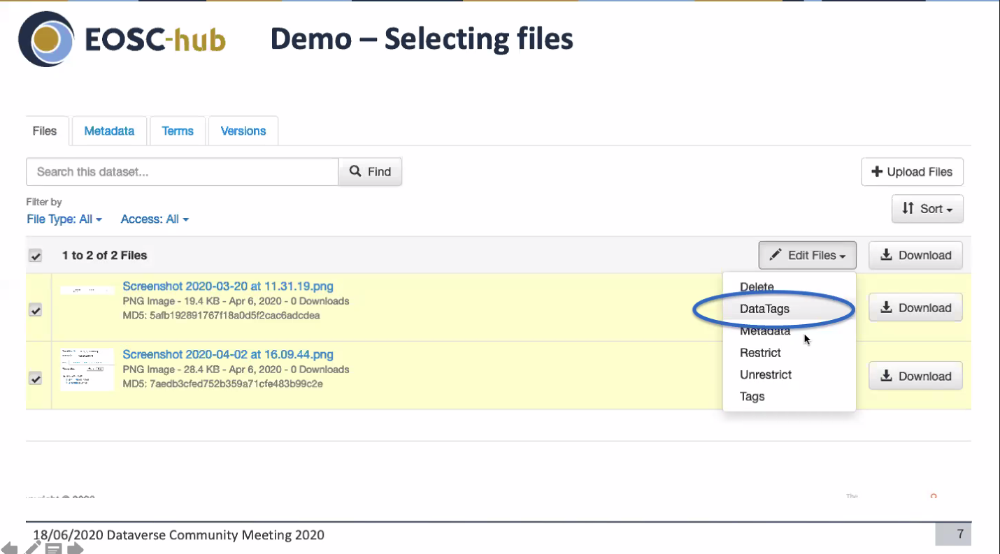 EOSC-hub Demo – Selecting files
Files Metadata Terms Versions
Search this dataset... Find Upload Files
Filter by
File Type: All Access: All Sort
1 to 2 of 2 Files Edit Files Download
Screenshot 2020-03-20 at 11.31.19.png
PNG Image - 19.4 KB - Apr 6, 2020 - 0 Downloads
MD5: 5afb192891767f18a0d5f2cac6adcdea
Download
Screenshot 2020-04-02 at 16.09.44.png
PNG Image - 28.4 KB - Apr 6, 2020 - 0 Downloads
MD5: 7aedb3cfed752b359a71cfe483b99c2e
Download
Delete
DataTags
Metadata
Restrict
Unrestrict
Tags
The
18/06/2020 Dataverse Community Meeting 2020 7